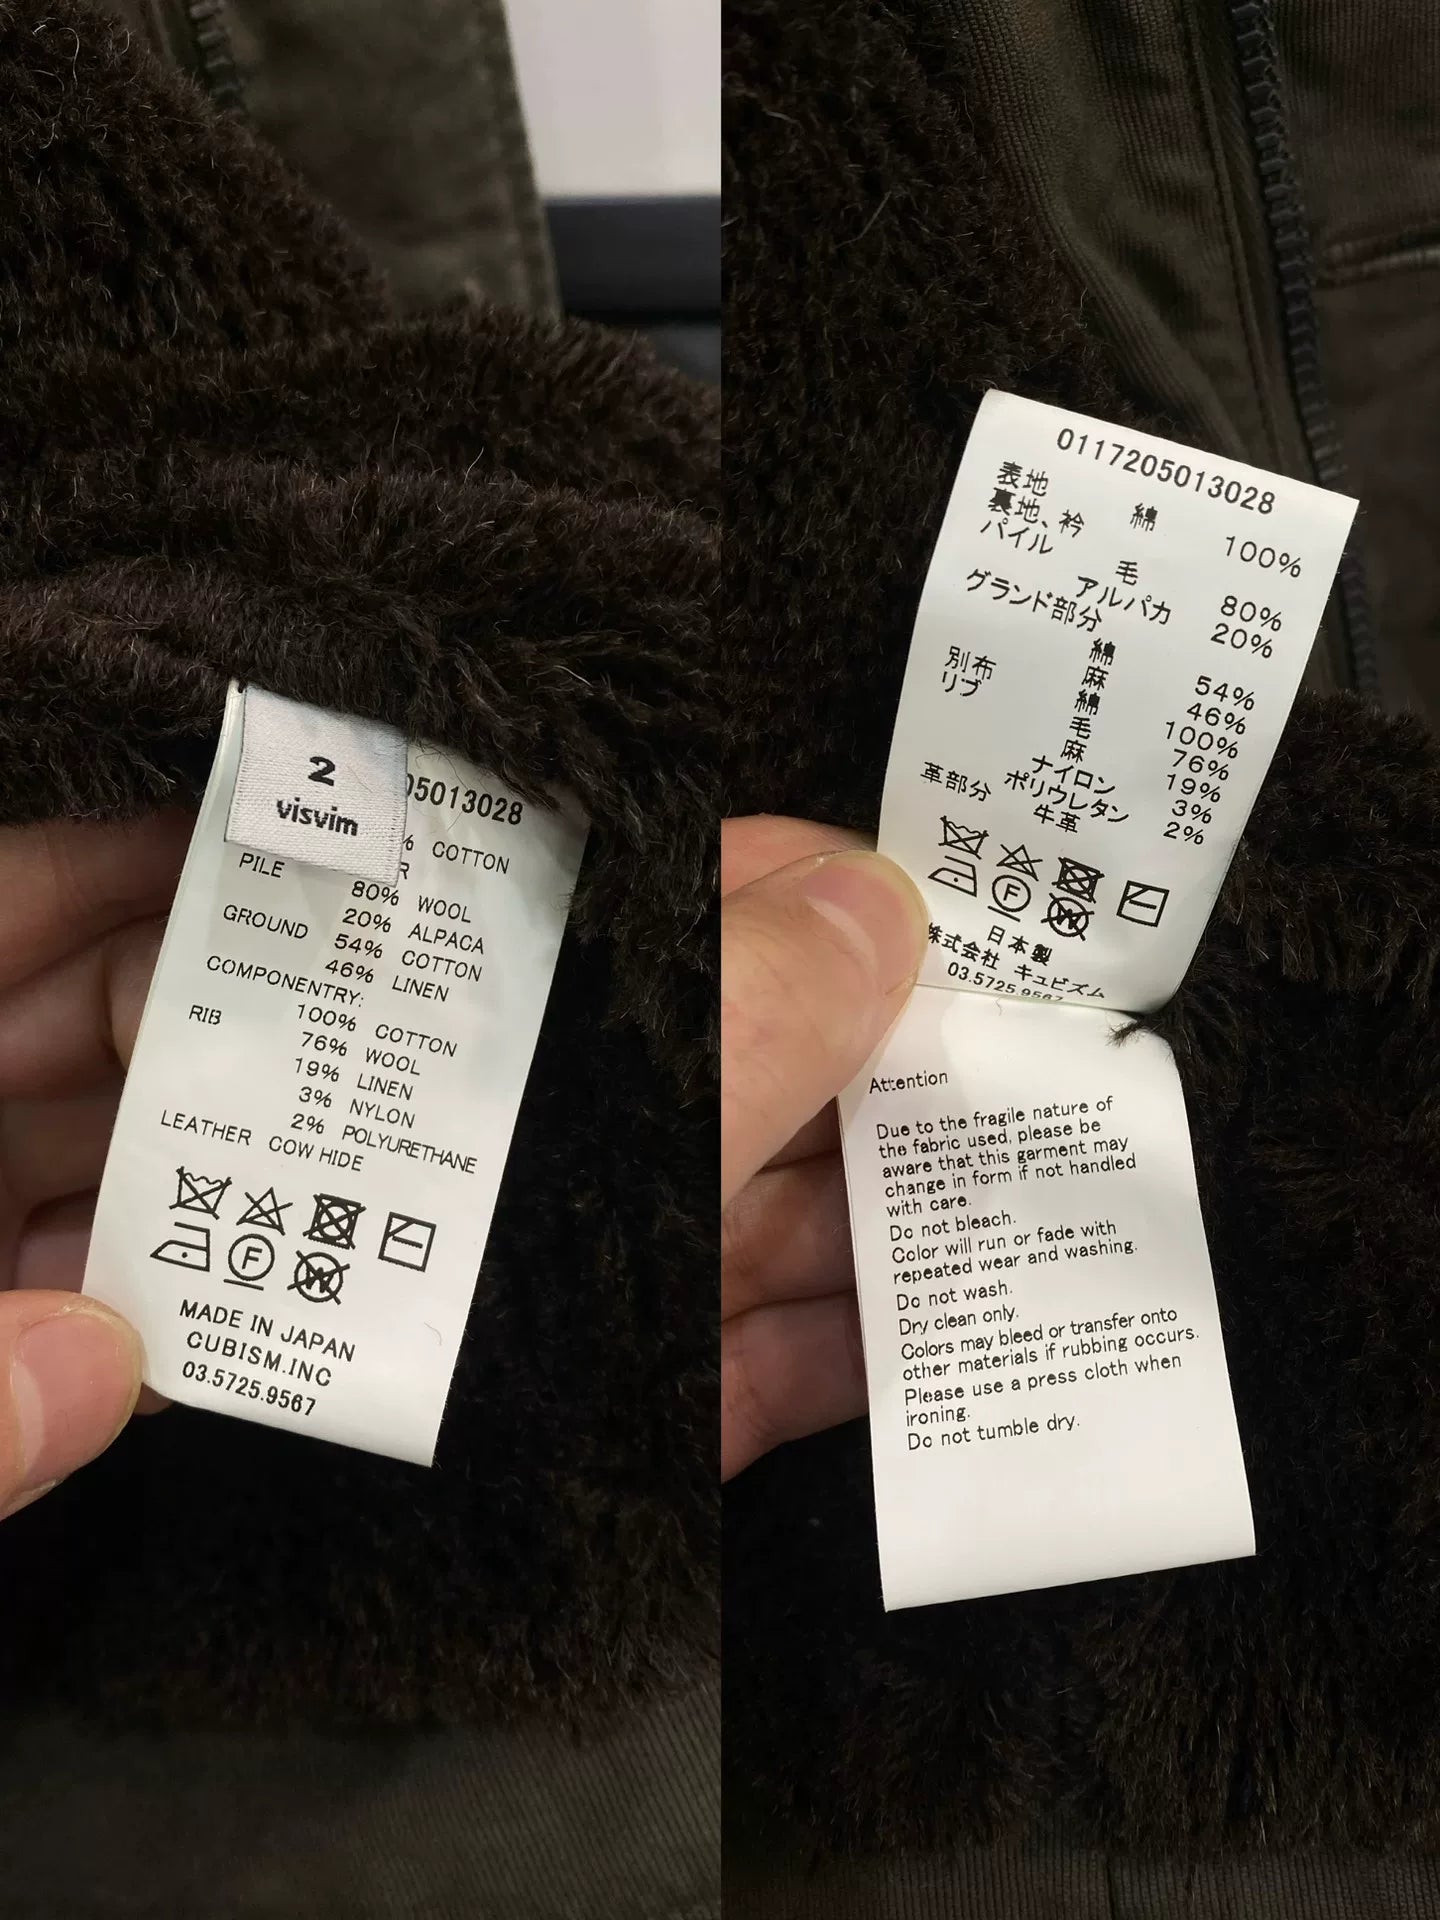 2
visvim
05013028
% COTTON
R
PILE
80% WOOL
20% ALPACA
GROUND
54% COTTON
46% LINEN
COMPONENTRY:
100% COTTON
RIB
76% WOOL
19% LINEN
3% NYLON
2% POLYURETHANE
LEATHER COW HIDE
F
W
MADE IN JAPAN
CUBISM.INC
03.5725.9567
0117205013028
表地
綿 100%
裏地、衿
パイル
毛 80%
アルパカ 20%
グランド部分
綿 54%
麻 46%
別布 綿 100%
リブ 毛 76%
麻 19%
ナイロン 3%
ポリウレタン 2%
革部分 牛革
F
W
日本製
株式会社 キュビズム
03.5725.9567
Attention
Due to the fragile nature of
the fabric used, please be
aware that this garment may
change in form if not handled
with care.
Do not bleach.
Color will run or fade with
repeated wear and washing.
Do not wash.
Dry clean only.
Colors may bleed or transfer onto
other materials if rubbing occurs.
Please use a press cloth when
ironing.
Do not tumble dry.